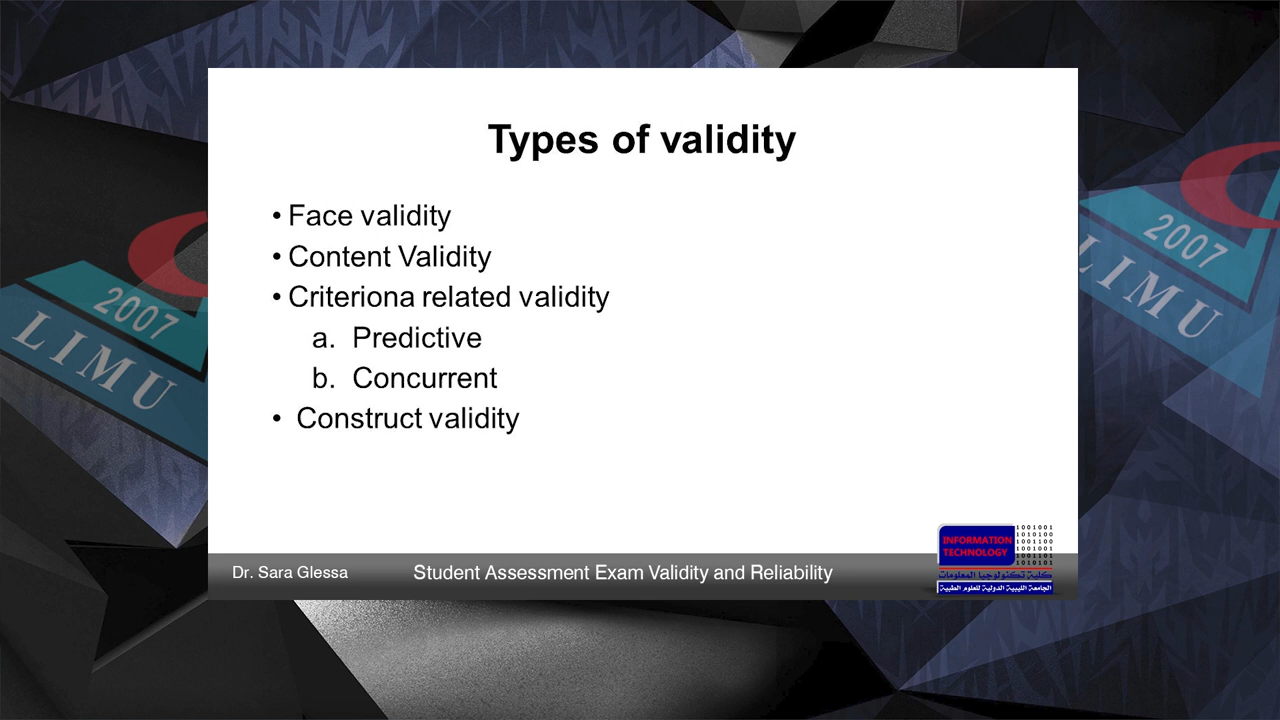 Types of validity
• Face validity
• Content Validity
• Criteriona related validity
a. Predictive
b. Concurrent
• Construct validity
2007
LIMU
2007
LIMU
INFORMATION
TECHNOLOGY
1001001
1010100
1001100
1001001
1001101
1010101
كلية تكنولوجيا المعلومات
الجامعة الليبية الدولية للعلوم الطبية
Dr. Sara Glessa
Student Assessment Exam Validity and Reliability